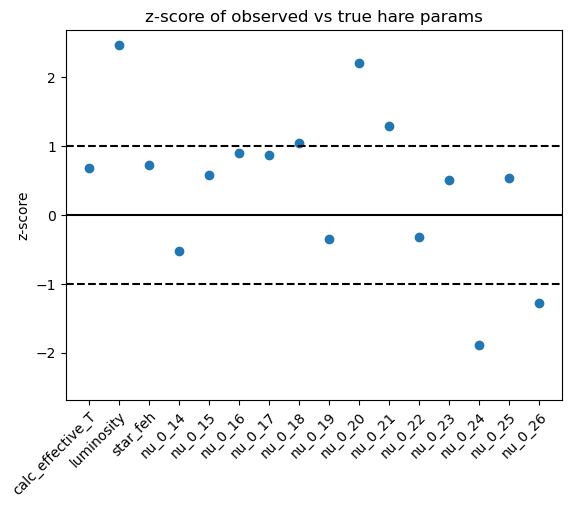 z-score of observed vs true hare params
z-score
2
1
0
−1
−2
calc_effective_T
luminosity
star_feh
nu_0_14
nu_0_15
nu_0_16
nu_0_17
nu_0_18
nu_0_19
nu_0_20
nu_0_21
nu_0_22
nu_0_23
nu_0_24
nu_0_25
nu_0_26